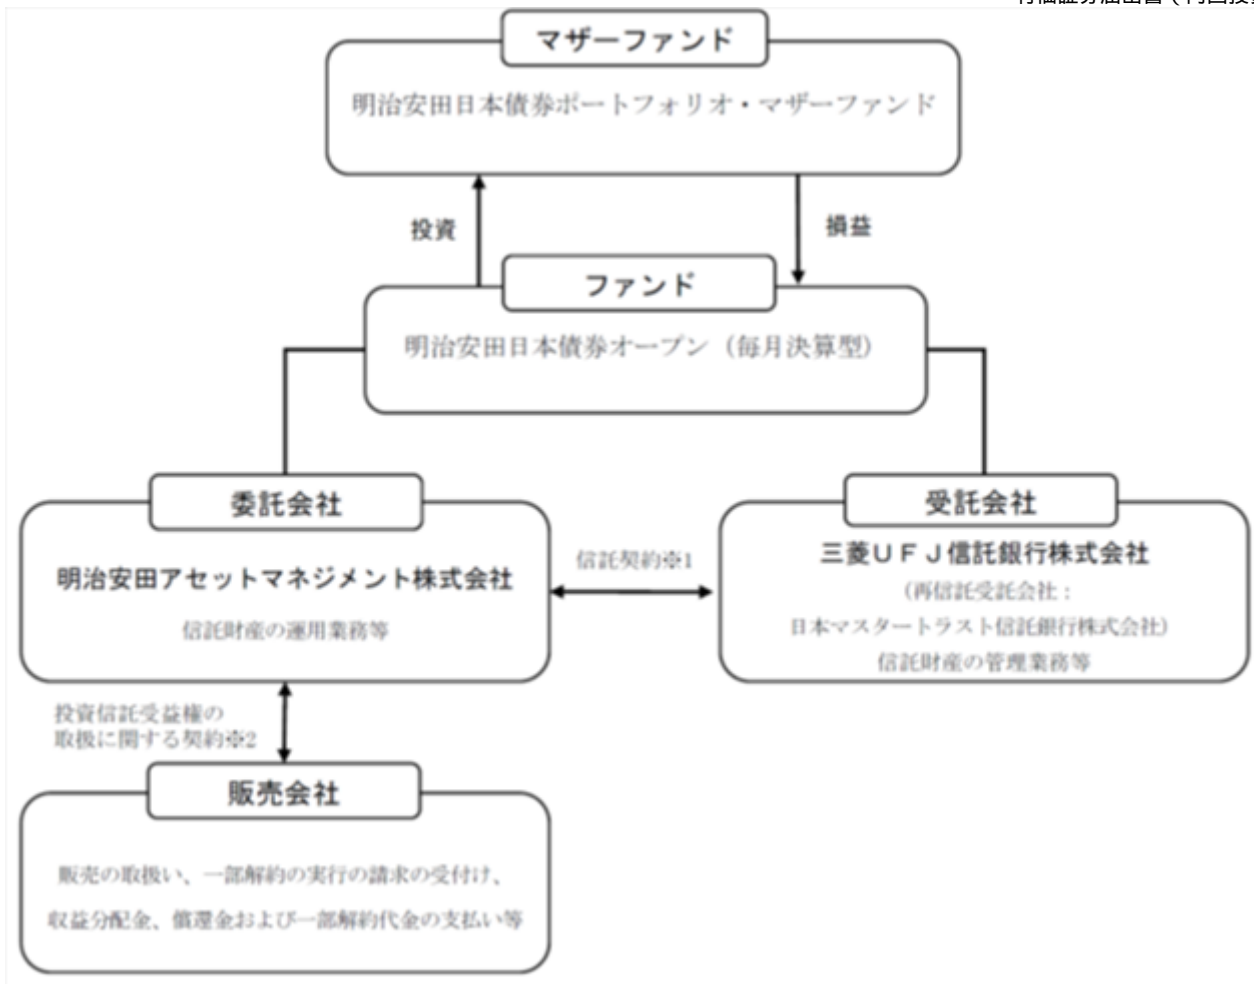 マザーファンド
明治安田日本債券ポートフォリオ・マザーファンド
投資
損益
ファンド
明治安田日本債券オープン（毎月決算型）
委託会社
明治安田アセットマネジメント株式会社
信託財産の運用業務等
信託契約※1
受託会社
三菱ＵＦＪ信託銀行株式会社
（再信託受託会社：
日本マスタートラスト信託銀行株式会社）
信託財産の管理業務等
投資信託受益権の
取扱に関する契約※2
販売会社
販売の取扱い、一部解約の実行の請求の受付け、
収益分配金、償還金および一部解約代金の支払い等